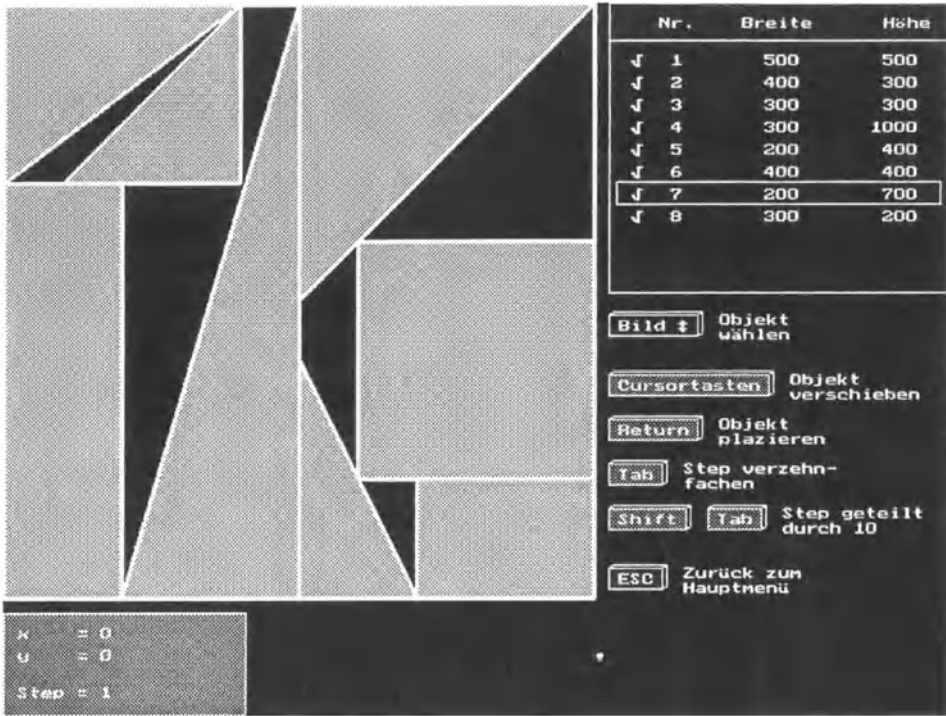 Nr. Breite Höhe
√ 1 500 500
√ 2 400 300
√ 3 300 300
√ 4 300 1000
√ 5 200 400
√ 6 400 400
√ 7 200 700
√ 8 300 200
Bild ‡ Objekt
wählen
Cursortasten Objekt
verschieben
Return Objekt
plazieren
Tab Step verzehn-
fachen
Shift Tab Step geteilt
durch 10
ESC Zurück zum
Hauptmenü
x = 0
y = 0
Step = 1